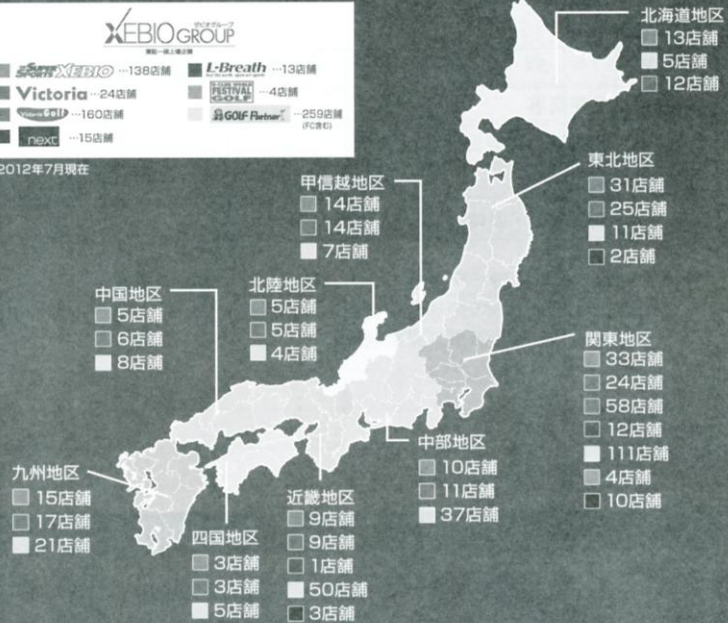 ゼビオグループ
XEBIO GROUP
東証一部上場企業
SUPER SPORTS XEBIO …138店舗
Victoria …24店舗
Victoria Golf …160店舗
next …15店舗
L-Breath …13店舗
FESTIVAL GOLF …4店舗
GOLF Partner …259店舗
(FC含む)
2012年7月現在
北海道地区
13店舗
5店舗
12店舗
東北地区
31店舗
25店舗
11店舗
2店舗
甲信越地区
14店舗
14店舗
7店舗
北陸地区
5店舗
5店舗
4店舗
中国地区
5店舗
6店舗
8店舗
関東地区
33店舗
24店舗
58店舗
12店舗
111店舗
4店舗
10店舗
中部地区
10店舗
11店舗
37店舗
九州地区
15店舗
17店舗
21店舗
四国地区
3店舗
3店舗
5店舗
近畿地区
9店舗
9店舗
1店舗
50店舗
3店舗